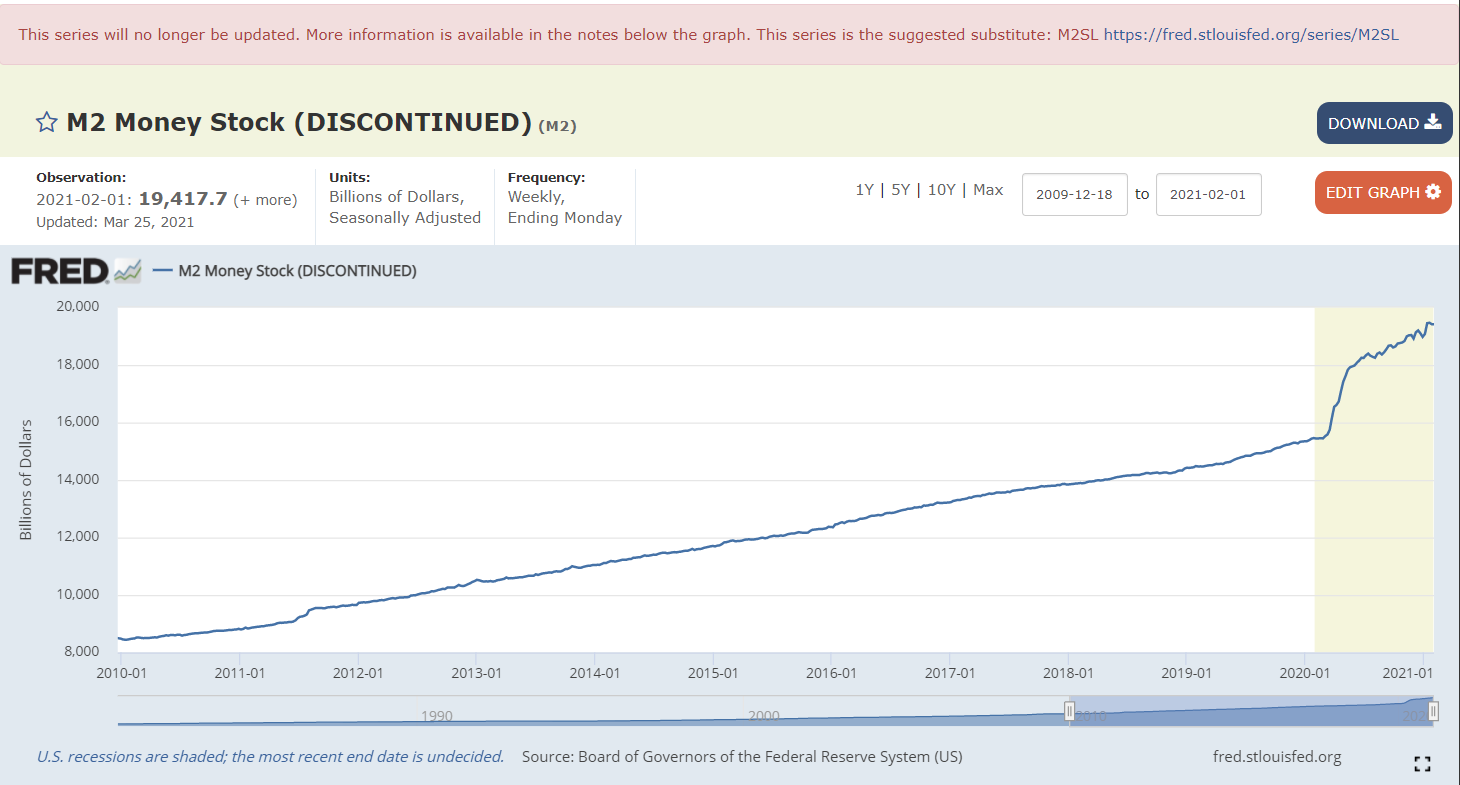 This series will no longer be updated. More information is available in the notes below the graph. This series is the suggested substitute: M2SL https://fred.stlouisfed.org/series/M2SL
M2 Money Stock (DISCONTINUED) (M2)
DOWNLOAD
Observation:
2021-02-01: 19,417.7 (+ more)
Updated: Mar 25, 2021
Units:
Billions of Dollars,
Seasonally Adjusted
Frequency:
Weekly,
Ending Monday
1Y | 5Y | 10Y | Max
2009-12-18 to 2021-02-01
EDIT GRAPH
FRED
M2 Money Stock (DISCONTINUED)
Billions of Dollars
20,000
18,000
16,000
14,000
12,000
10,000
8,000
2010-01 2011-01 2012-01 2013-01 2014-01 2015-01 2016-01 2017-01 2018-01 2019-01 2020-01 2021-01
1990 2000 2010
U.S. recessions are shaded; the most recent end date is undecided.
Source: Board of Governors of the Federal Reserve System (US)
fred.stlouisfed.org